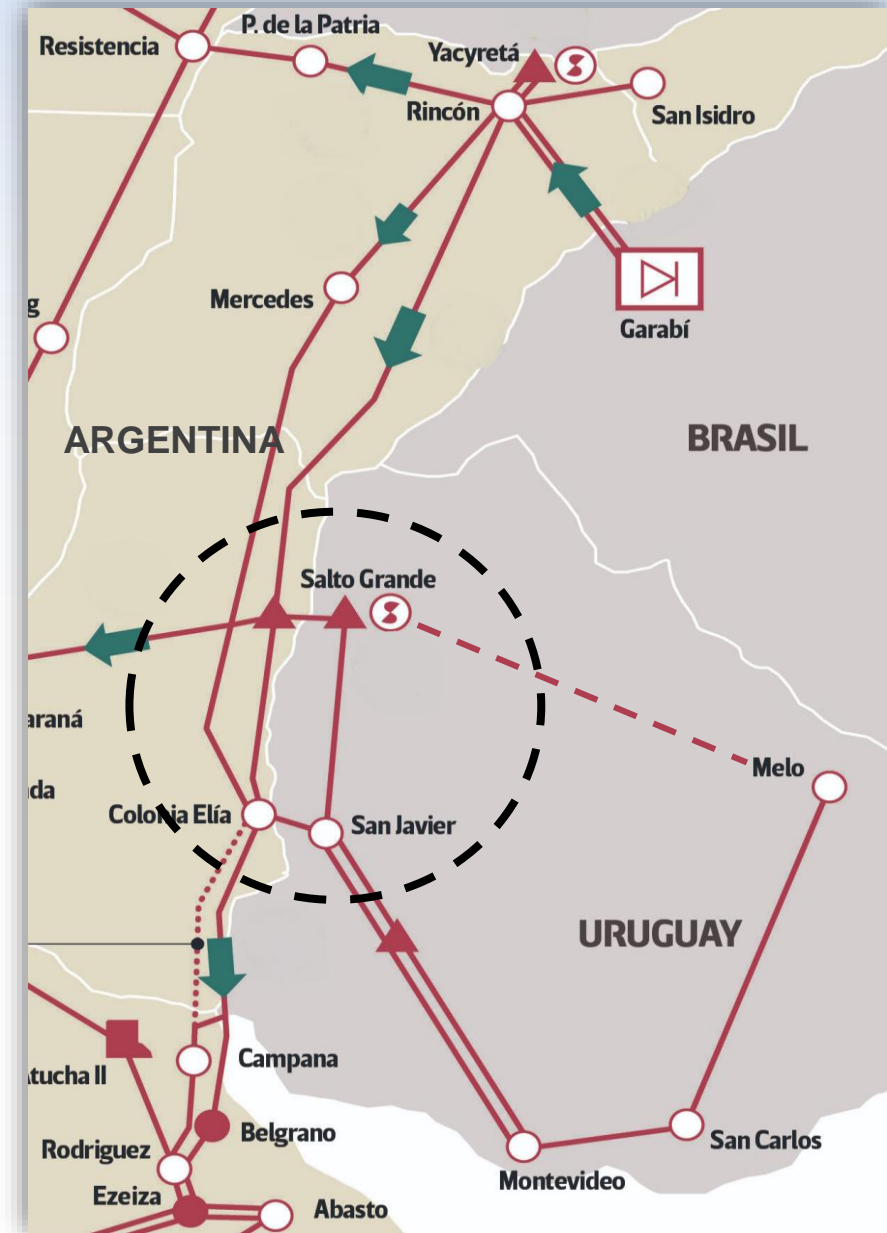 P. de la Patria
Resistencia
Yacyretá
Rincón
San Isidro
Mercedes
g
Garabí
ARGENTINA
BRASIL
Salto Grande
araná
da
Melo
Colonia Elía
San Javier
URUGUAY
Campana
tucha II
Belgrano
Rodriguez
San Carlos
Montevideo
Ezeiza
Abasto